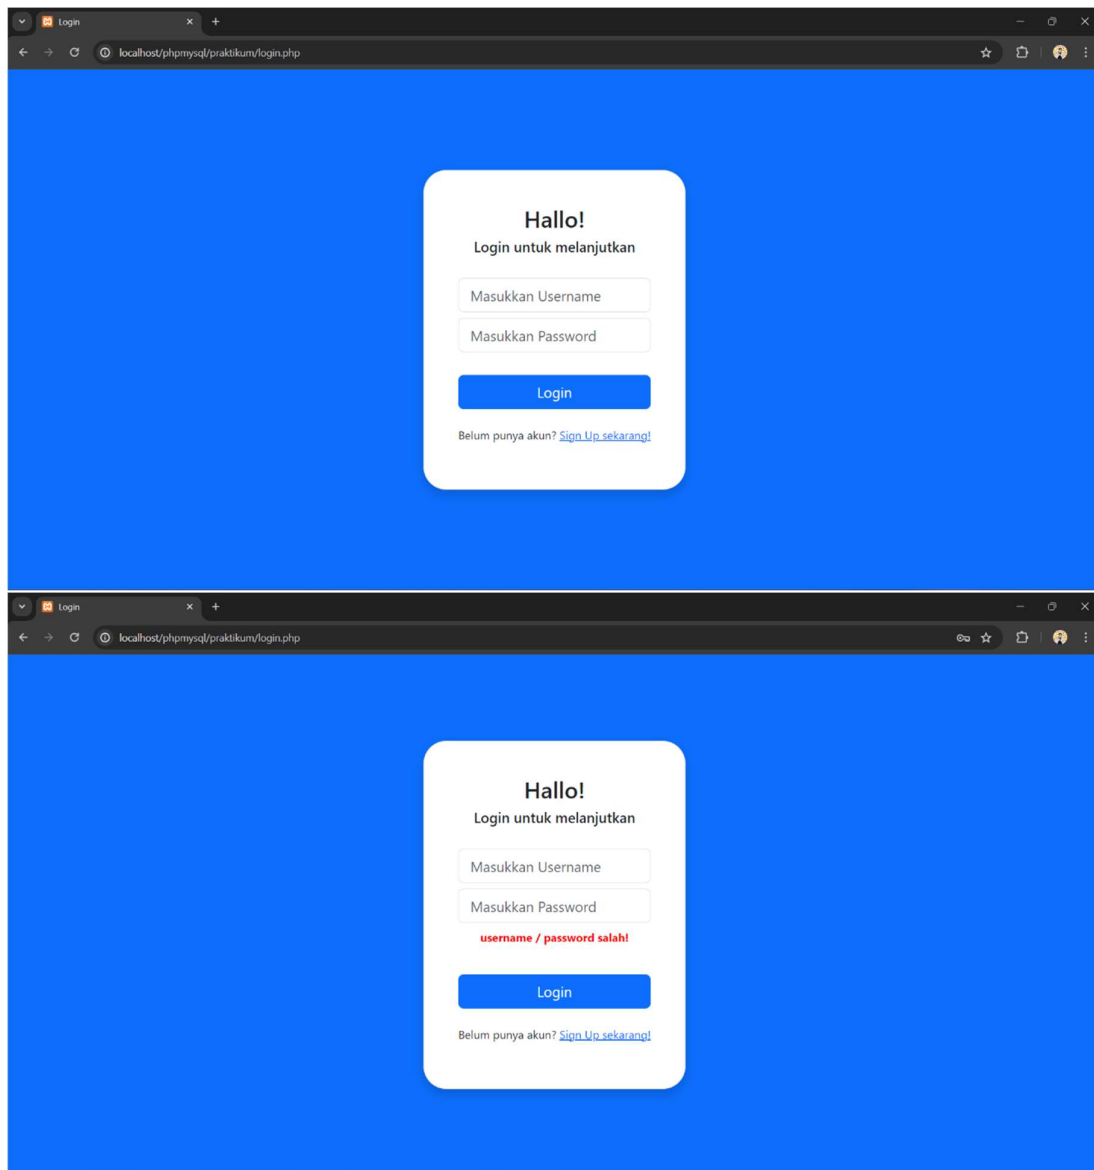 Login
localhost/phpmysql/praktikum/login.php
Hallo!
Login untuk melanjutkan
Masukkan Username
Masukkan Password
Login
Belum punya akun? Sign Up sekarang!
Login
localhost/phpmysql/praktikum/login.php
Hallo!
Login untuk melanjutkan
Masukkan Username
Masukkan Password
username / password salah!
Login
Belum punya akun? Sign Up sekarang!